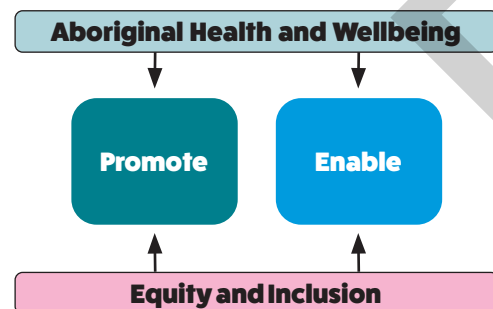 Aboriginal Health and Wellbeing
Promote
Enable
Equity and Inclusion